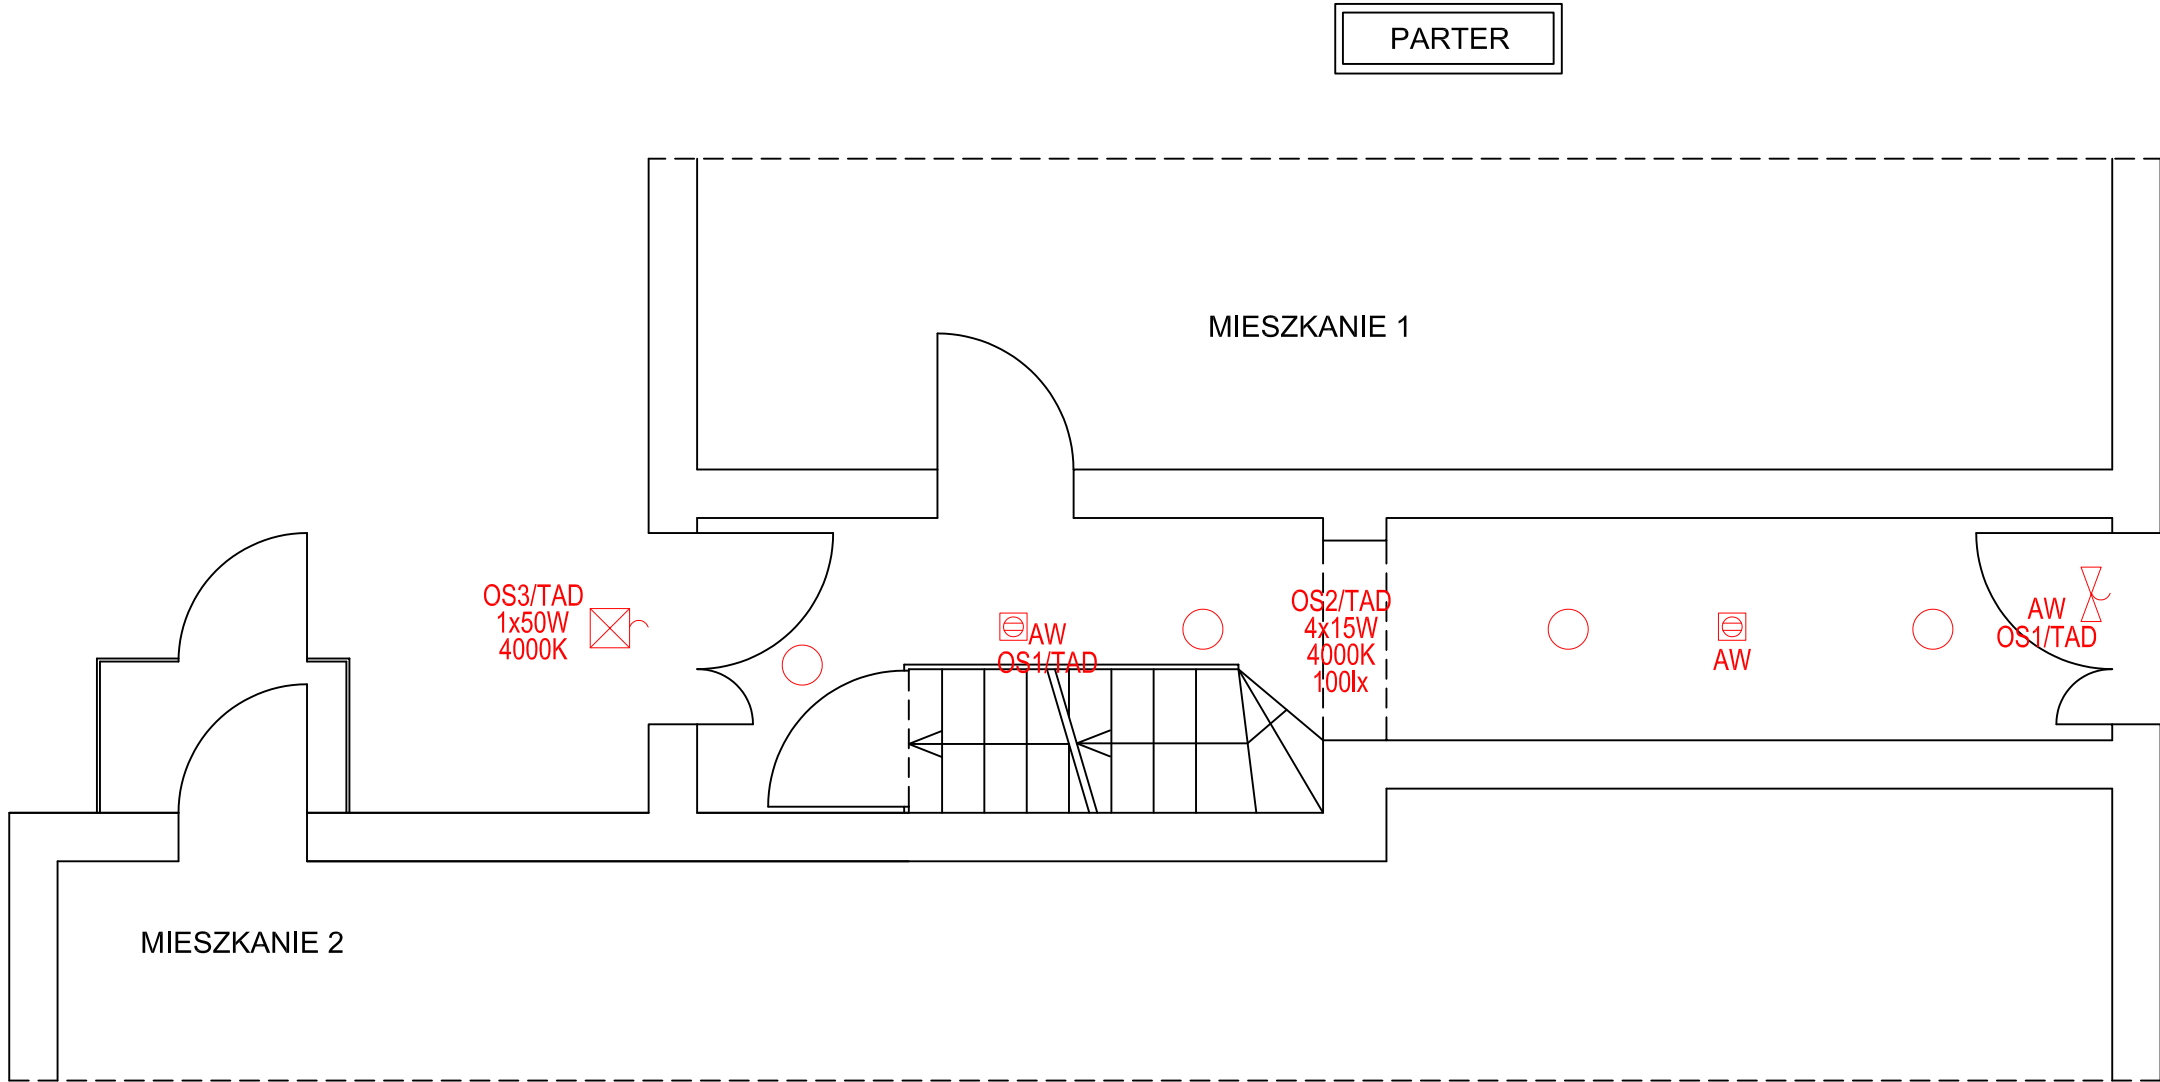 PARTER
MIESZKANIE 1
OS3/TAD
1x50W
4000K
AW
OS1/TAD
OS2/TAD
4x15W
4000K
100lx
AW
AW
OS1/TAD
MIESZKANIE 2